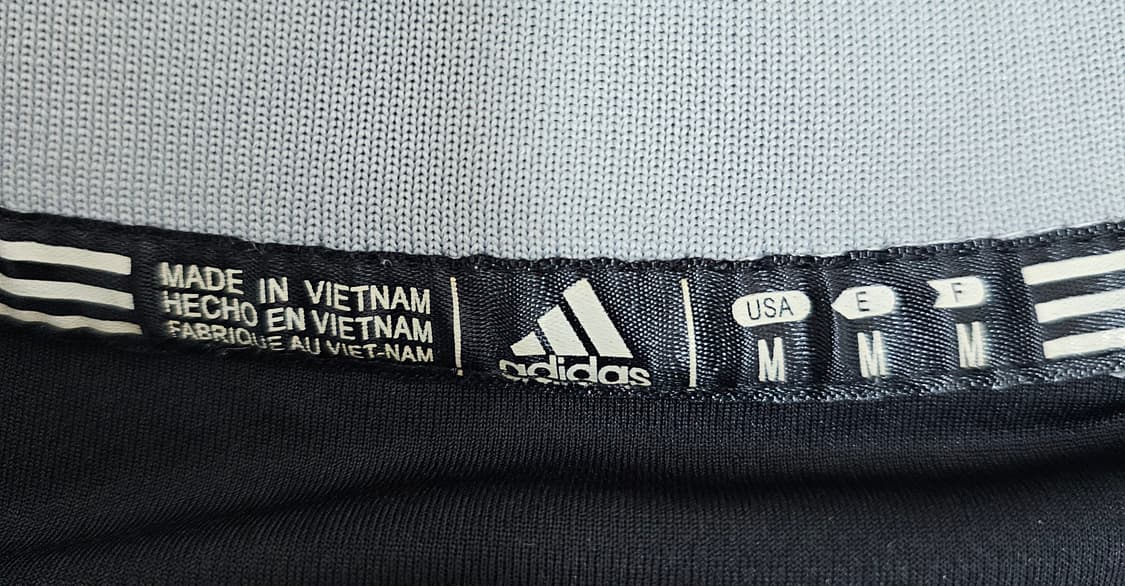 MADE IN VIETNAM
HECHO EN VIETNAM
FABRIQUE AU VIET-NAM
adidas
USA E F
M M M